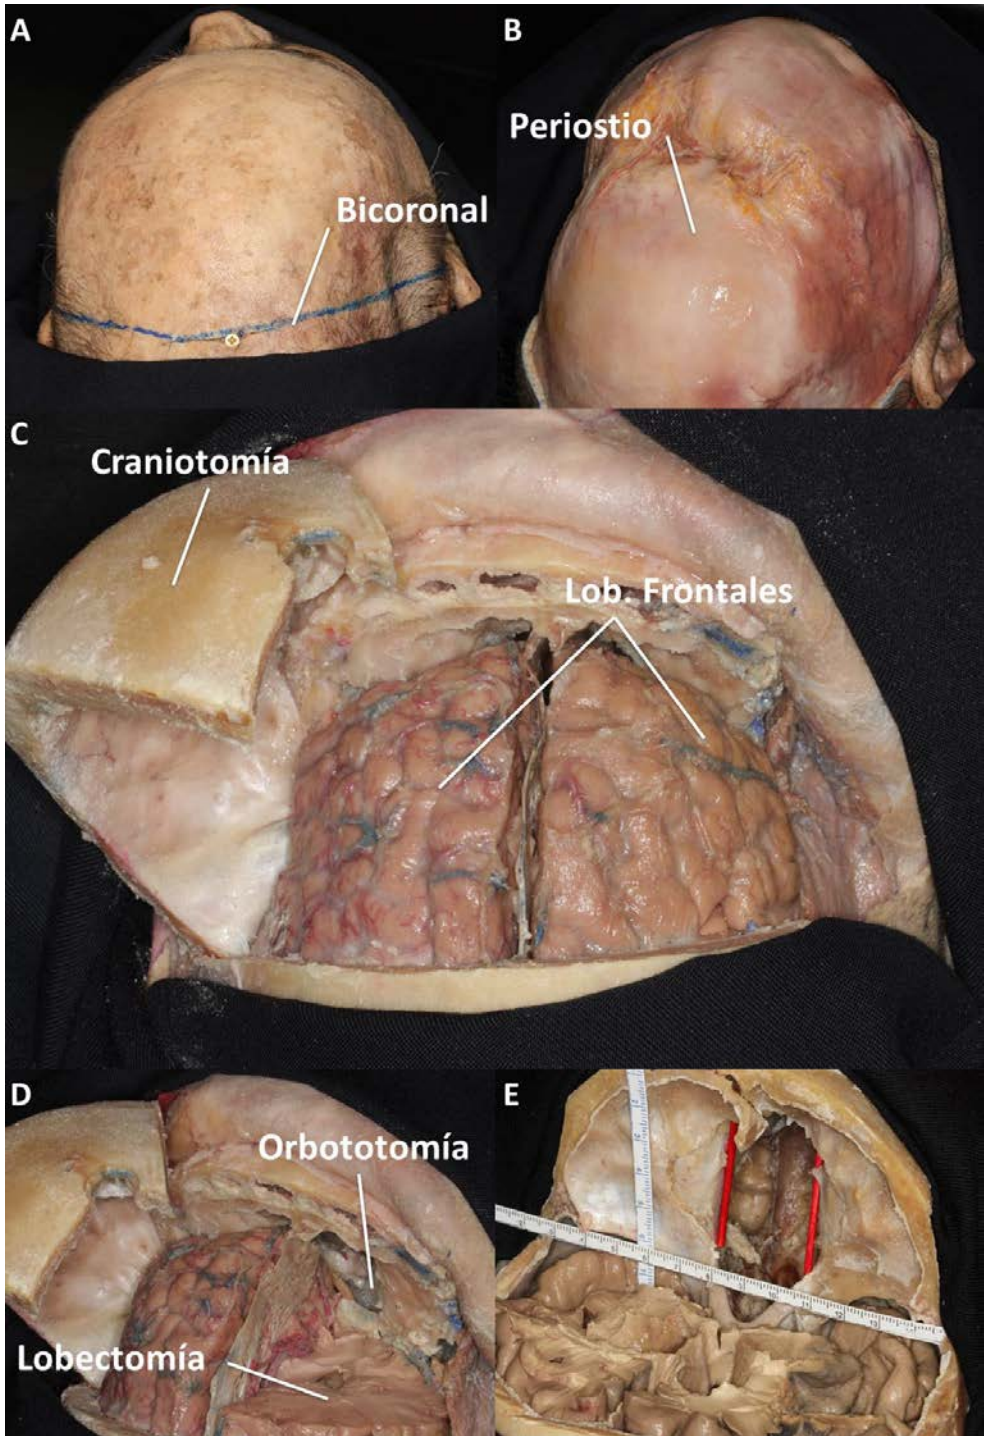 A
B
Periostio
Bicoronal
C
Craniotomía
Lob. Frontales
D
E
Orbototomía
Lobectomía